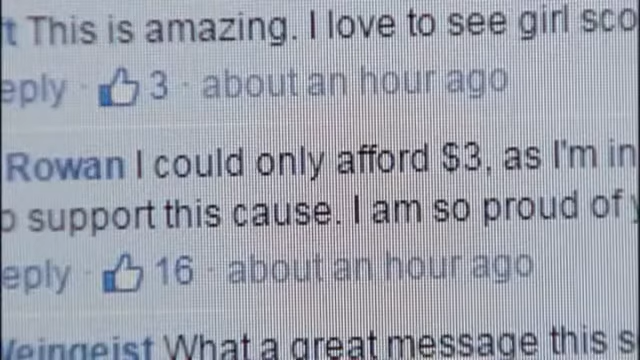 t This is amazing. I love to see girl sco
eply · 3 · about an hour ago
Rowan I could only afford $3, as I'm in
o support this cause. I am so proud of y
eply · 16 · about an hour ago
Veingeist What a great message this s